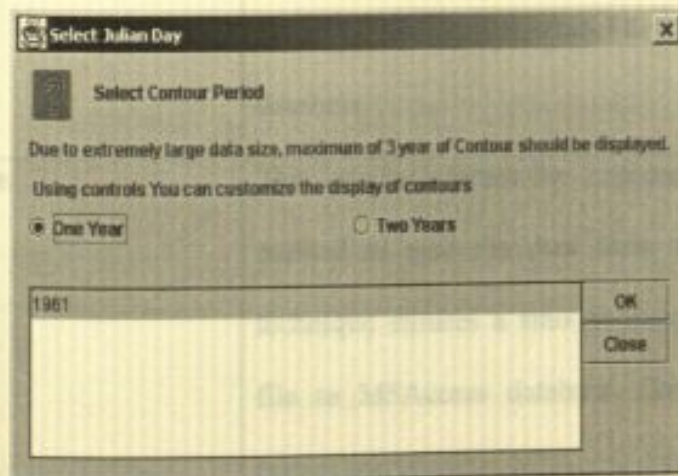 Select Julian Day
Select Contour Period
Due to extremely large data size, maximum of 3 year of Contour should be displayed.
Using controls You can customize the display of contours
One Year
Two Years
1961
OK
Close